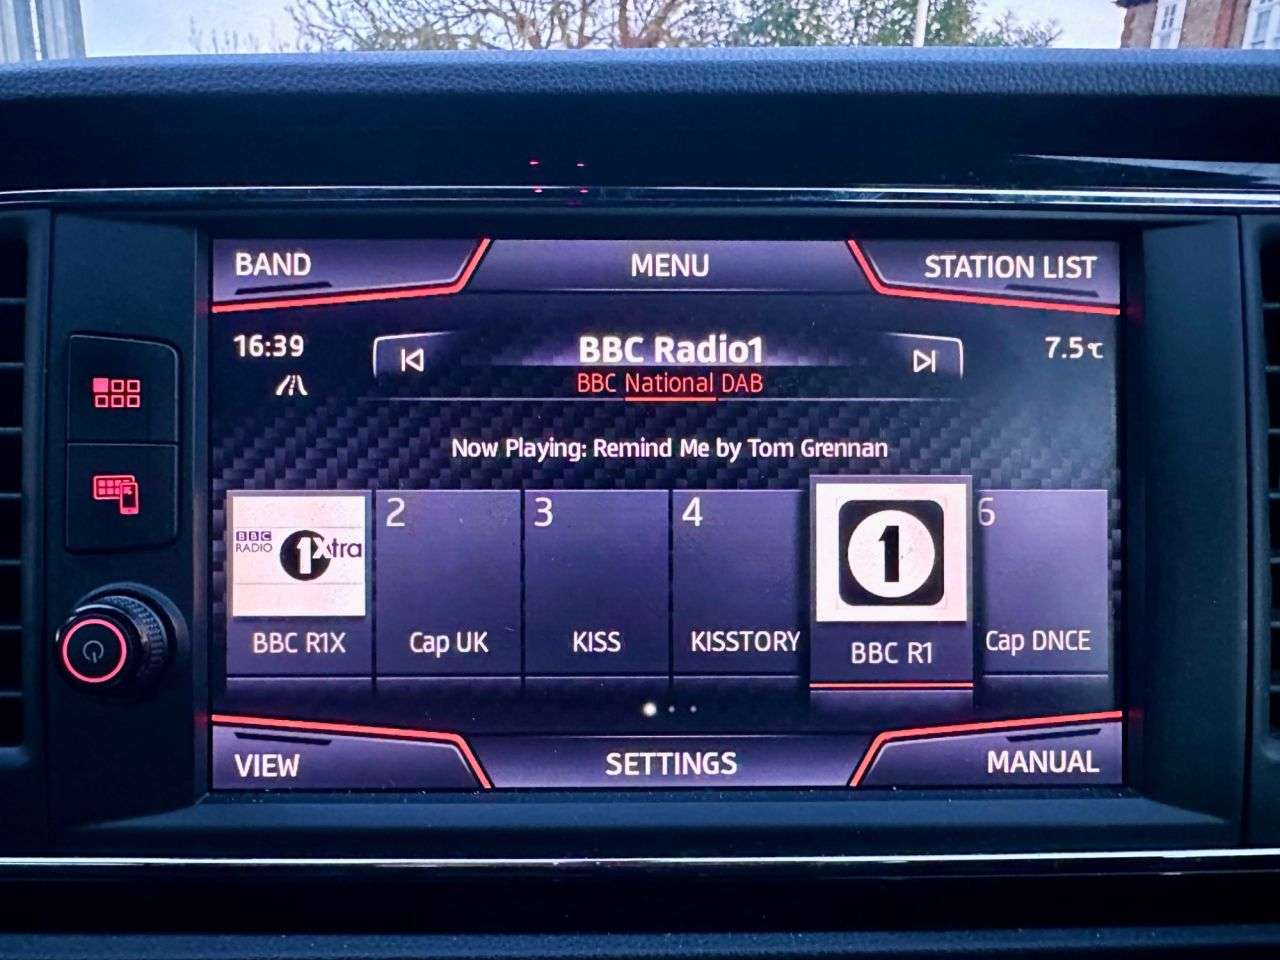 BAND
MENU
STATION LIST
16:39
BBC Radio1
7.5℃
BBC National DAB
Now Playing: Remind Me by Tom Grennan
BBC
RADIO
1Xtra
2
3
4
1
6
BBC R1X
Cap UK
KISS
KISSTORY
BBC R1
Cap DNCE
VIEW
SETTINGS
MANUAL